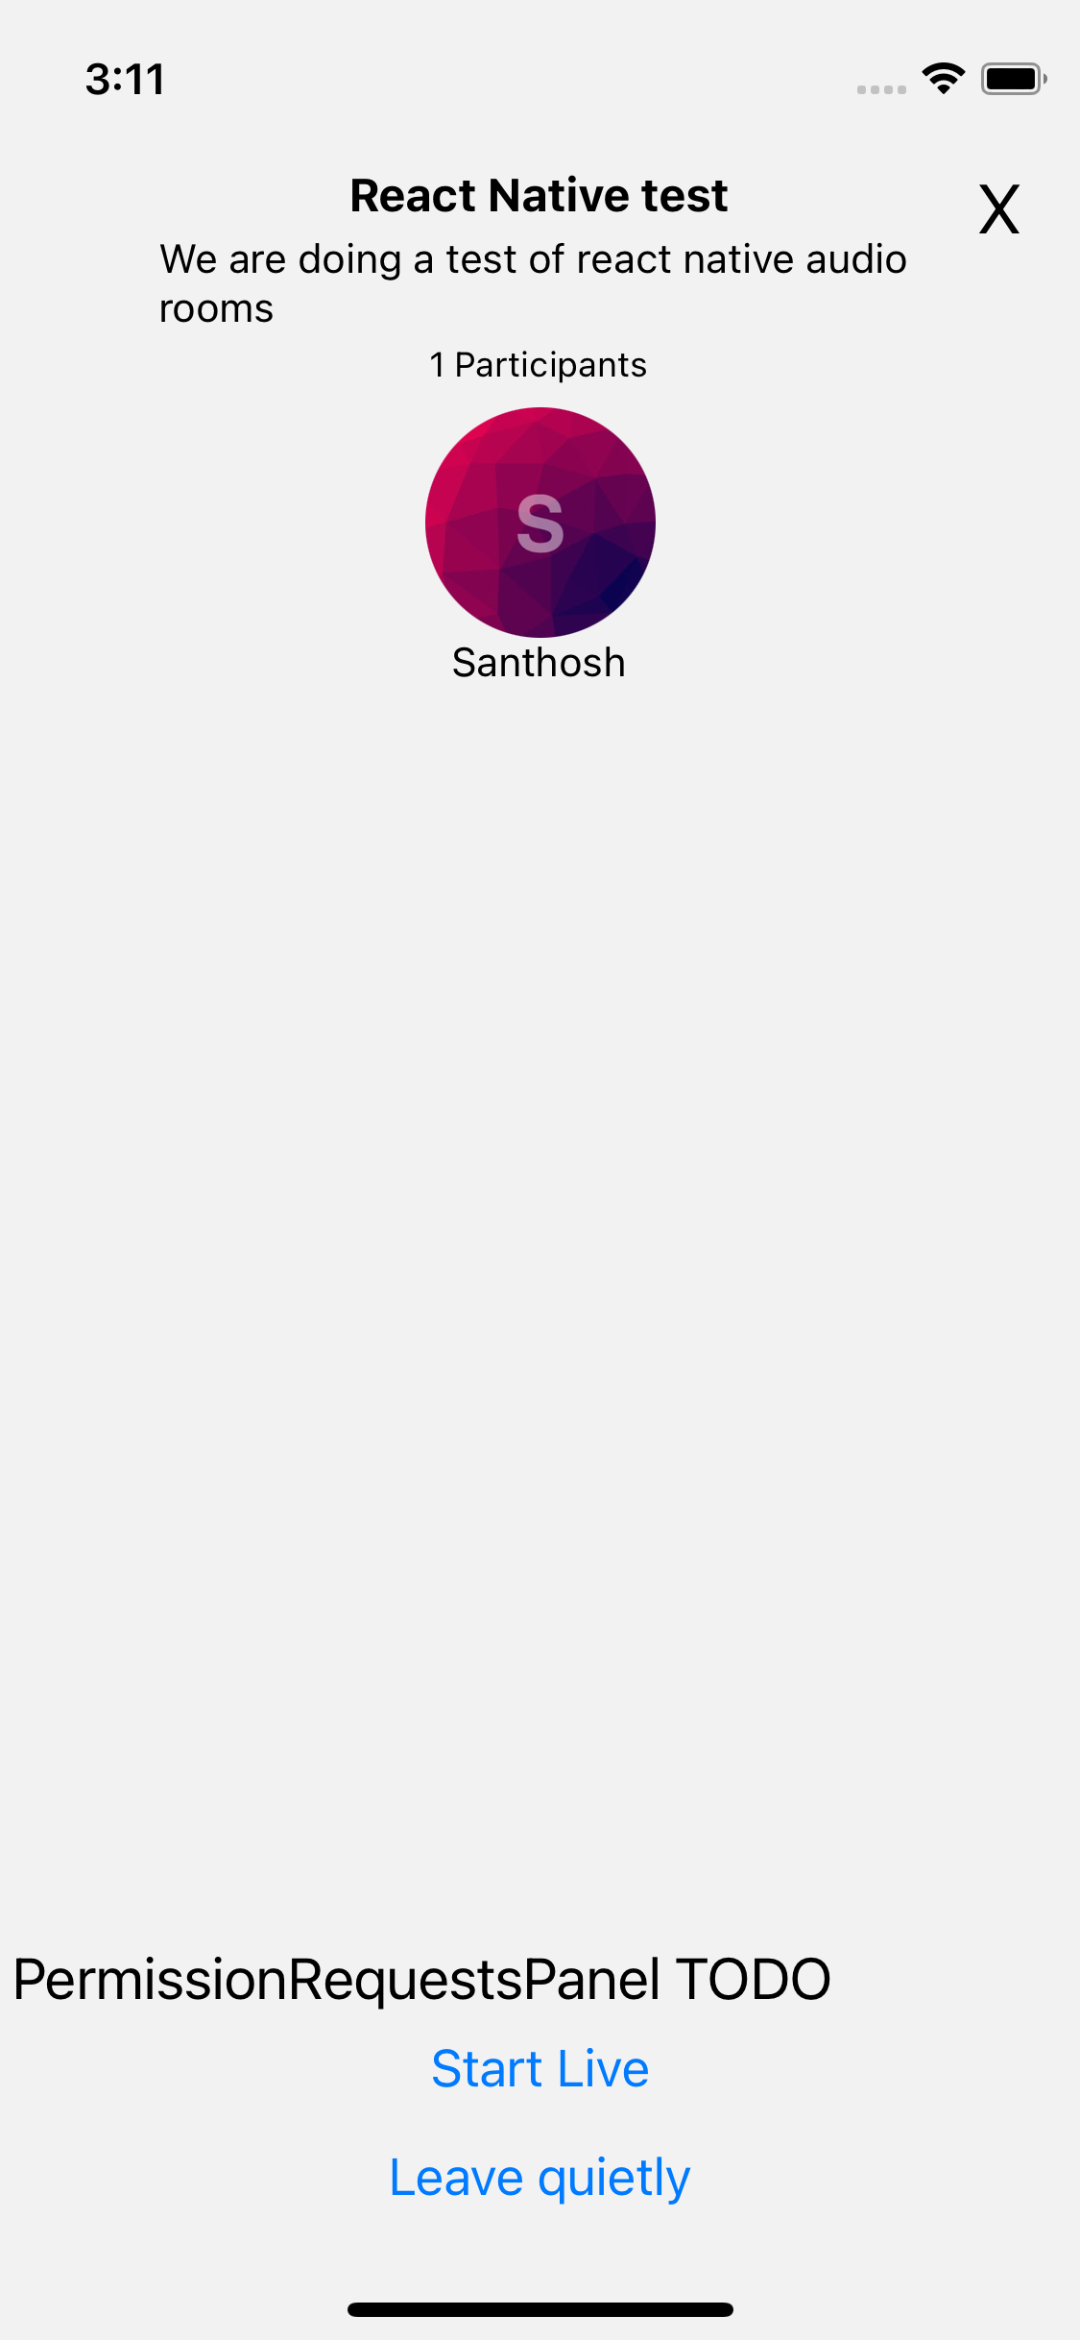 3:11
React Native test
X
We are doing a test of react native audio
rooms
1 Participants
S
Santhosh
PermissionRequestsPanel TODO
Start Live
Leave quietly